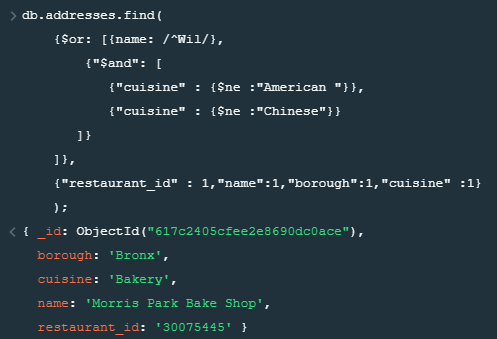 > db.addresses.find(
{$or: [{name: /^Wil/},
{"$and": [
{"cuisine" : {$ne :"American "}},
{"cuisine" : {$ne :"Chinese"}}
]}
]},
{"restaurant_id" : 1,"name":1,"borough":1,"cuisine" :1}
);
< { _id: ObjectId("617c2405cfee2e8690dc0ace"),
borough: 'Bronx',
cuisine: 'Bakery',
name: 'Morris Park Bake Shop',
restaurant_id: '30075445' }